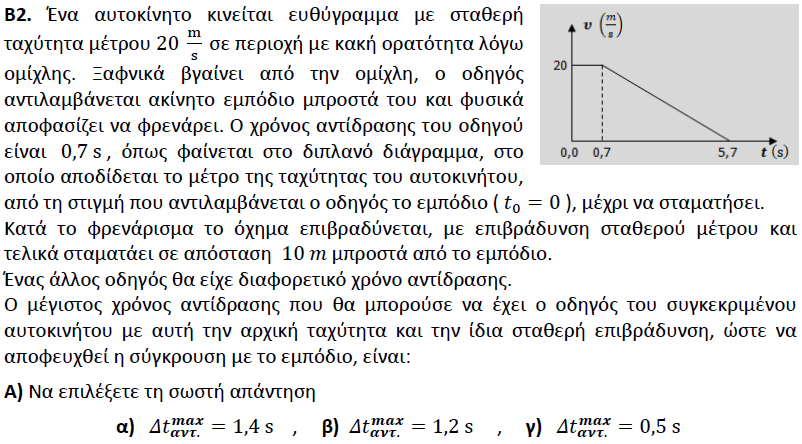 Β2. Ένα αυτοκίνητο κινείται ευθύγραμμα με σταθερή
ταχύτητα μέτρου 20 m/s σε περιοχή με κακή ορατότητα λόγω
ομίχλης. Ξαφνικά βγαίνει από την ομίχλη, ο οδηγός
αντιλαμβάνεται ακίνητο εμπόδιο μπροστά του και φυσικά
αποφασίζει να φρενάρει. Ο χρόνος αντίδρασης του οδηγού
είναι 0,7 s , όπως φαίνεται στο διπλανό διάγραμμα, στο
οποίο αποδίδεται το μέτρο της ταχύτητας του αυτοκινήτου,
από τη στιγμή που αντιλαμβάνεται ο οδηγός το εμπόδιο ( t₀ = 0 ), μέχρι να σταματήσει.
Κατά το φρενάρισμα το όχημα επιβραδύνεται, με επιβράδυνση σταθερού μέτρου και
τελικά σταματάει σε απόσταση 10 m μπροστά από το εμπόδιο.
Ένας άλλος οδηγός θα είχε διαφορετικό χρόνο αντίδρασης.
Ο μέγιστος χρόνος αντίδρασης που θα μπορούσε να έχει ο οδηγός του συγκεκριμένου
αυτοκινήτου με αυτή την αρχική ταχύτητα και την ίδια σταθερή επιβράδυνση, ώστε να
αποφευχθεί η σύγκρουση με το εμπόδιο, είναι:
Α) Να επιλέξετε τη σωστή απάντηση
α) Δt_αντ.^max = 1,4 s , β) Δt_αντ.^max = 1,2 s , γ) Δt_αντ.^max = 0,5 s
υ (m/s)
20
0,0 0,7 5,7 t (s)